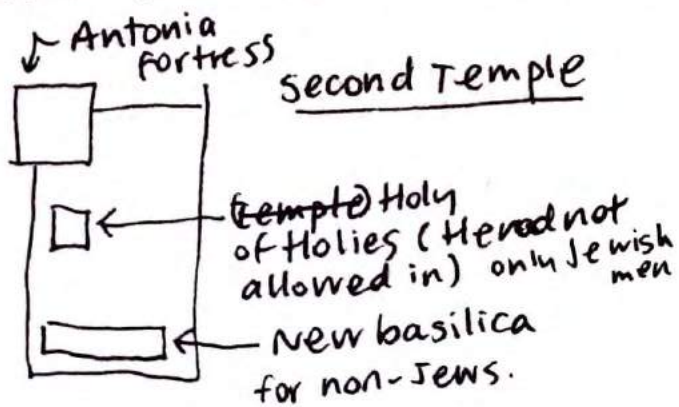 Antonia
Fortress
Second Temple
(temple) Holy
of Holies (Herod not
allowed in) only Jewish
men
New basilica
for non-Jews.